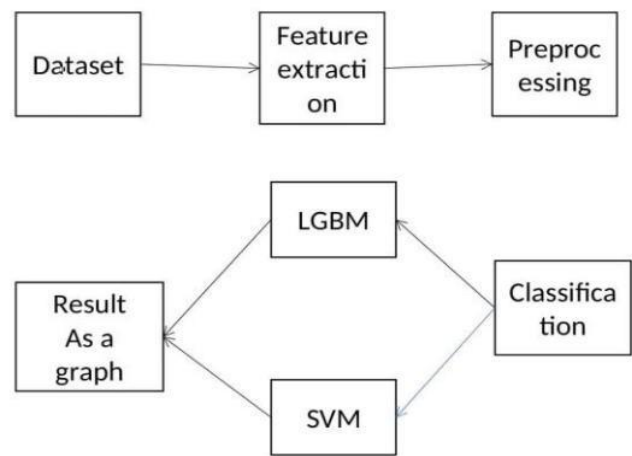 Dataset
Feature
extracti
on
Preproc
essing
LGBM
Classifica
tion
Result
As a
graph
SVM